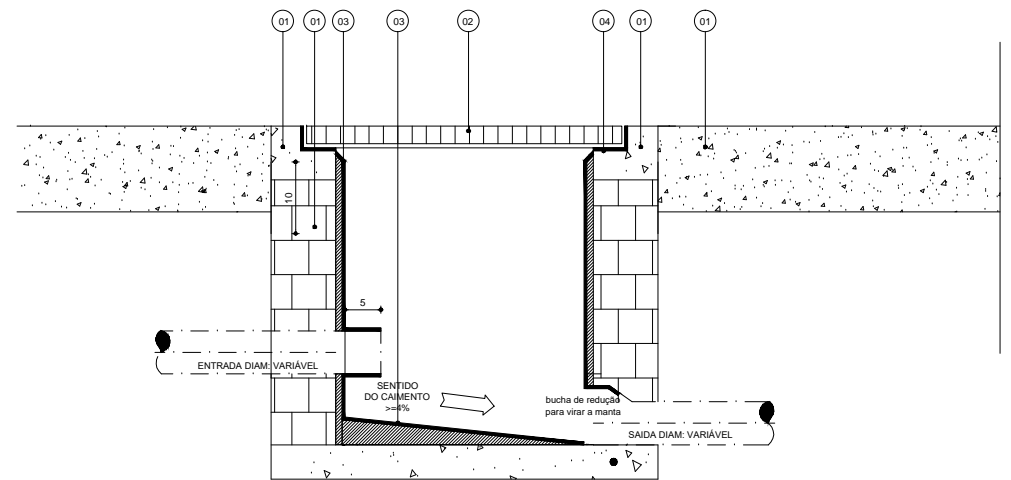 01 01 03 03 02 04 01 01
10
5
ENTRADA DIAM: VARIÁVEL
SENTIDO
DO CAIMENTO
>=4%
bucha de redução
para virar a manta
SAIDA DIAM: VARIÁVEL